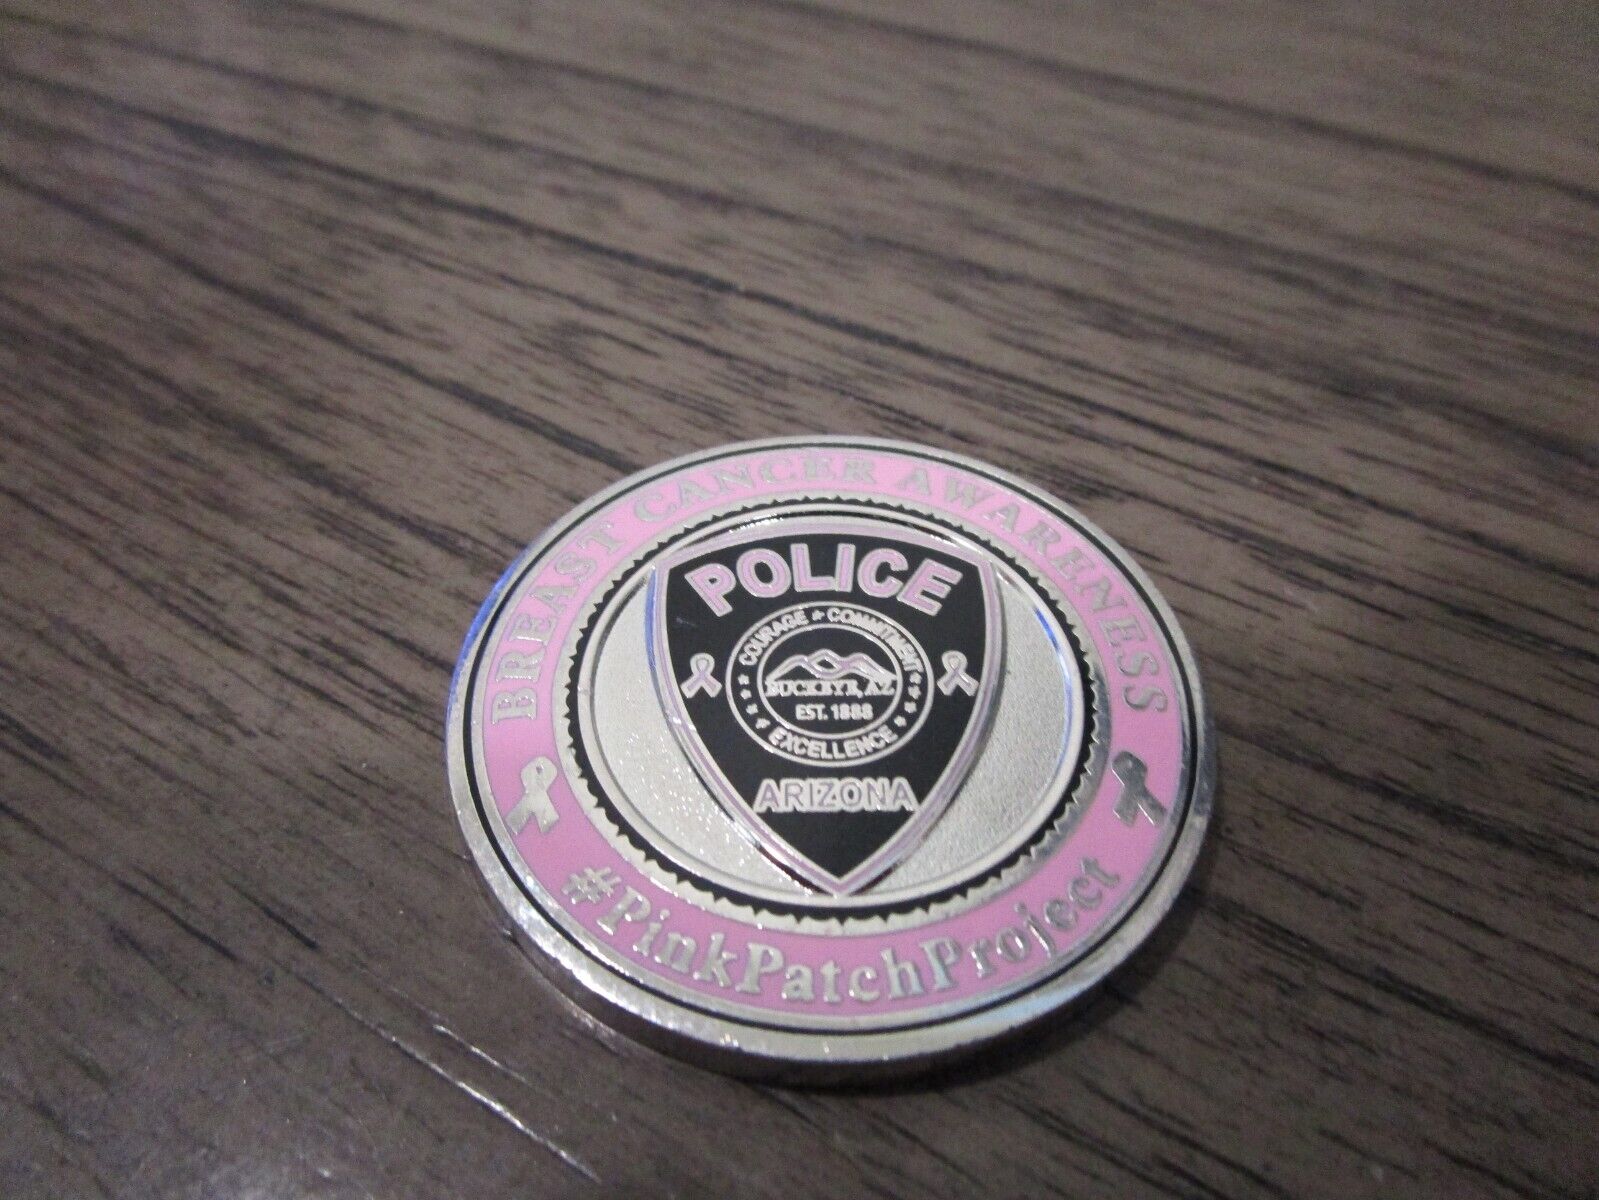 BREAST CANCER AWARENESS
POLICE
COURAGE COMMITMENT
BUCKEYE, AZ
EST. 1888
EXCELLENCE
ARIZONA
#PinkPatchProject